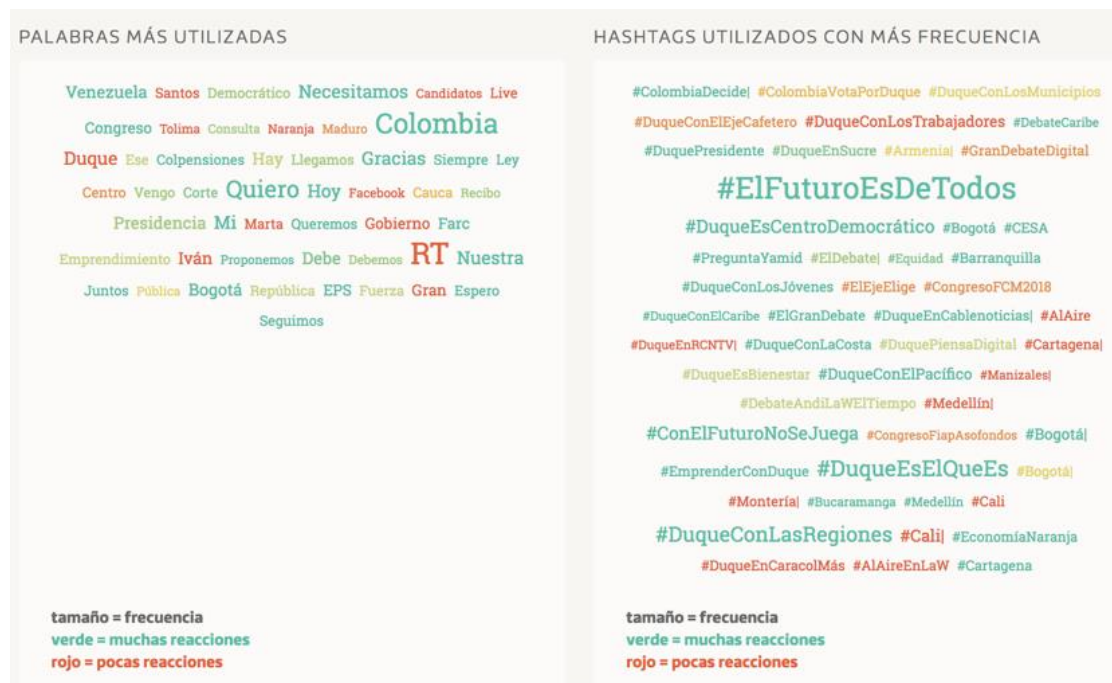 PALABRAS MÁS UTILIZADAS
Venezuela Santos Democrático Necesitamos Candidatos Live
Congreso Tolima Consulta Naranja Maduro Colombia
Duque Ese Colpensiones Hay Llegamos Gracias Siempre Ley
Centro Vengo Corte Quiero Hoy Facebook Cauca Recibo
Presidencia Mi Marta Queremos Gobierno Farc
Emprendimiento Iván Proponemos Debe Debemos RT Nuestra
Juntos Pública Bogotá República EPS Fuerza Gran Espero
Seguimos
tamaño = frecuencia
verde = muchas reacciones
rojo = pocas reacciones
HASHTAGS UTILIZADOS CON MÁS FRECUENCIA
#ColombiaDecide| #ColombiaVotaPorDuque #DuqueConLosMunicipios
#DuqueConElEjeCafetero #DuqueConLosTrabajadores #DebateCaribe
#DuquePresidente #DuqueEnSucre #Armenia| #GranDebateDigital
#ElFuturoEsDeTodos
#DuqueEsCentroDemocrático #Bogotá #CESA
#PreguntaYamid #ElDebate| #Equidad #Barranquilla
#DuqueConLosJóvenes #ElEjeElige #CongresoFCM2018
#DuqueConElCaribe #ElGranDebate #DuqueEnCablenoticias| #AlAire
#DuqueEnRCNTV| #DuqueConLaCosta #DuquePiensaDigital #Cartagena|
#DuqueEsBienestar #DuqueConElPacífico #Manizales|
#DebateAndiLaWElTiempo #Medellín|
#ConElFuturoNoSeJuega #CongresoFiapAsofondos #Bogotá|
#EmprenderConDuque #DuqueEsElQueEs #Bogotá|
#Montería| #Bucaramanga #Medellín #Cali
#DuqueConLasRegiones #Cali| #EconomíaNaranja
#DuqueEnCaracolMás #AlAireEnLaW #Cartagena
tamaño = frecuencia
verde = muchas reacciones
rojo = pocas reacciones